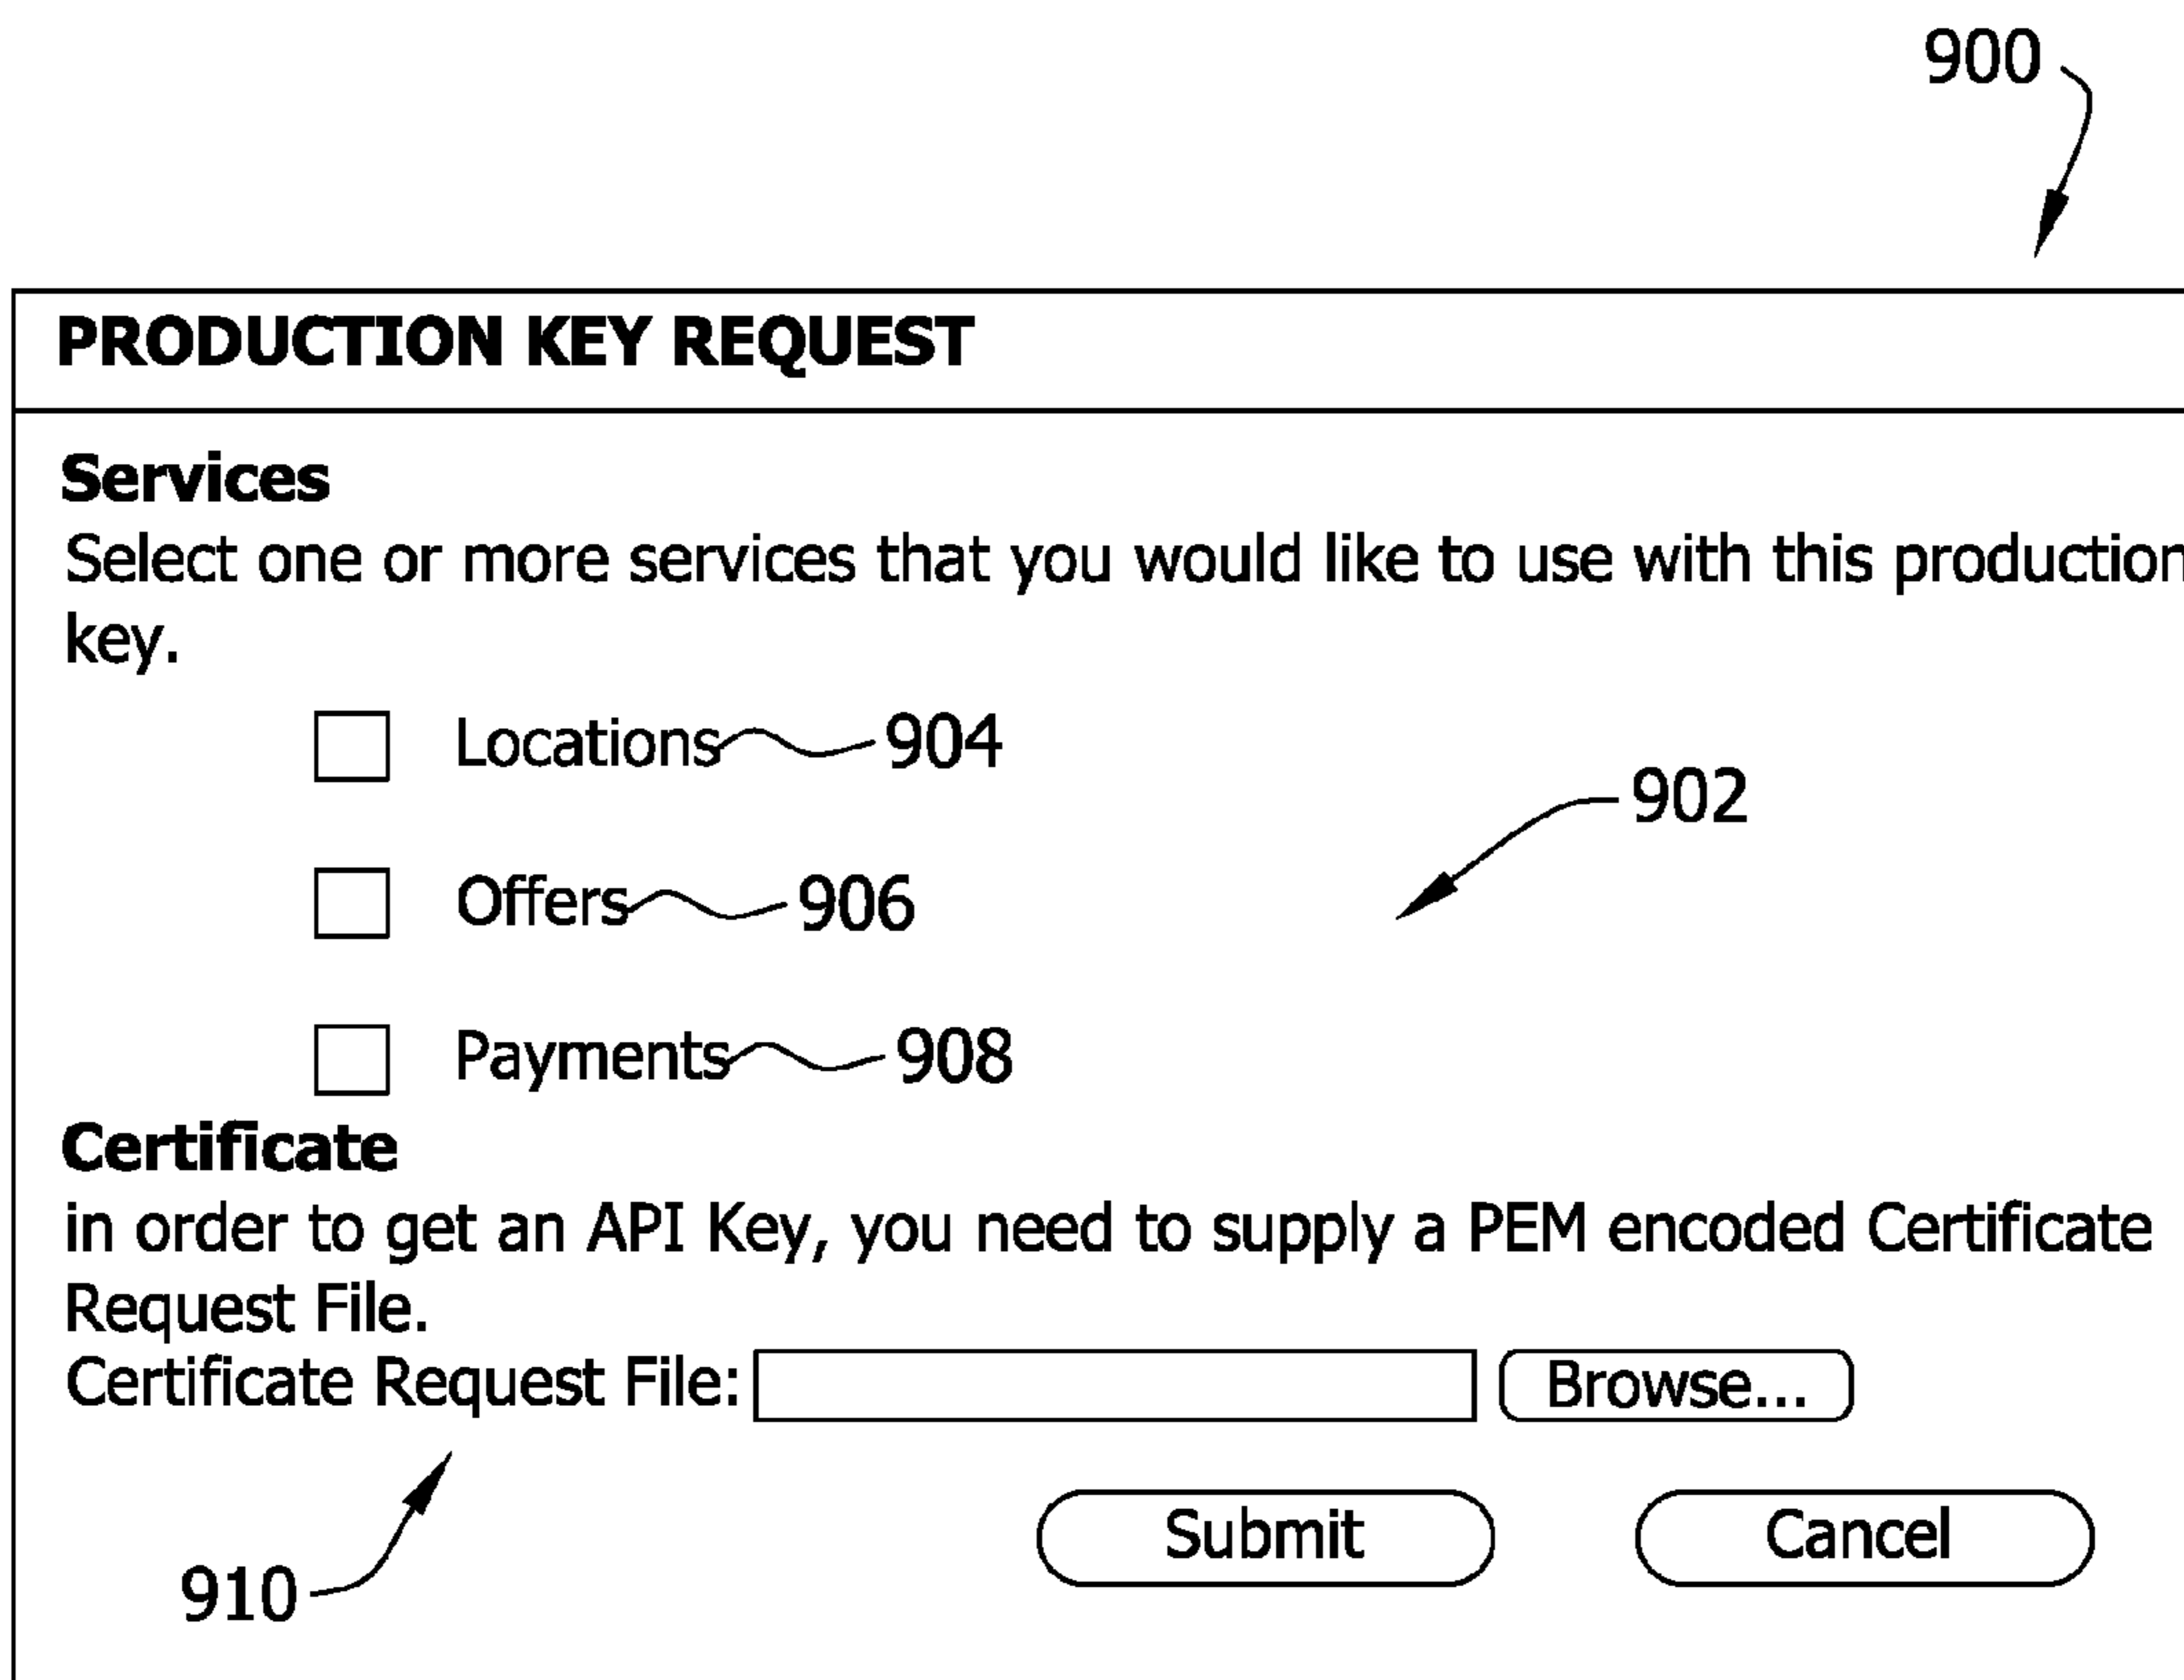 900
PRODUCTION KEY REQUEST
Services
Select one or more services that you would like to use with this production
key.
Locations 904
902
Offers 906
Payments 908
Certificate
in order to get an API Key, you need to supply a PEM encoded Certificate
Request File.
Certificate Request File: Browse...
Submit Cancel
910